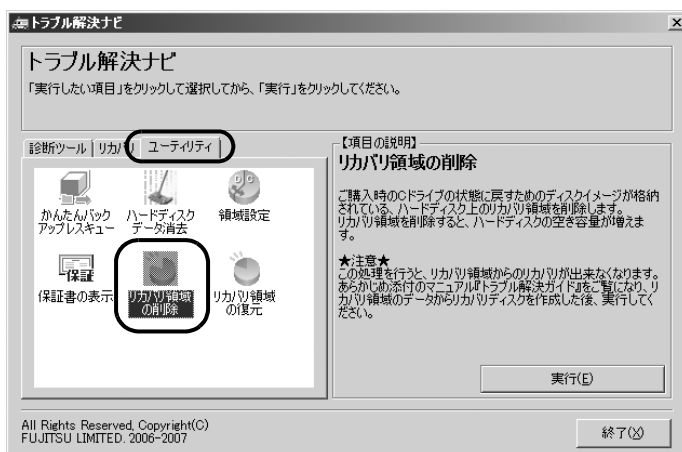 トラブル解決ナビ
トラブル解決ナビ
「実行したい項目」をクリックして選択してから、「実行」をクリックしてください。
診断ツール
リカバリ
ユーティリティ
かんたんバック
アップレスキュー
ハードディスク
データ消去
領域設定
保証
保証書の表示
リカバリ領域
の削除
リカバリ領域
の復元
【項目の説明】
リカバリ領域の削除
ご購入時のCドライブの状態に戻すためのディスクイメージが格納
されている、ハードディスク上のリカバリ領域を削除します。
リカバリ領域を削除すると、ハードディスクの空き容量が増えま
す。
★注意★
この処理を行うと、リカバリ領域からのリカバリが出来なくなります。
あらかじめ添付のマニュアル『トラブル解決ガイド』をご覧になり、リ
カバリ領域のデータからリカバリディスクを作成した後、実行してく
ださい。
実行(E)
All Rights Reserved, Copyright(C)
FUJITSU LIMITED. 2006-2007
終了(X)